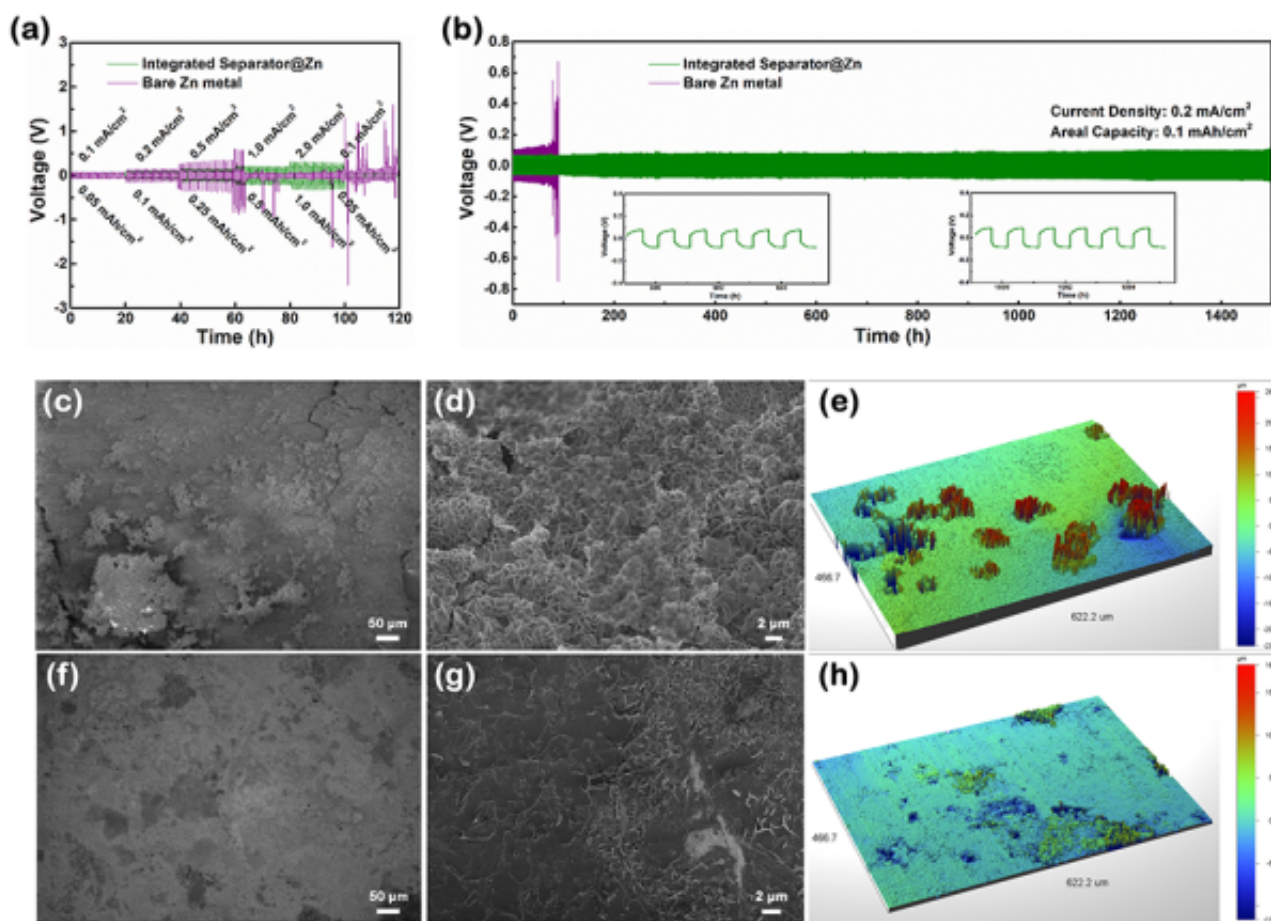 (a)
3
2
1
0
-1
-2
-3
Voltage (V)
Integrated Separator@Zn
Bare Zn metal
0.1 mA/cm²
0.5 mA/cm²
1.0 mA/cm²
2.0 mA/cm²
0.1 mA/cm²
0.05 mAh/cm²
0.1 mAh/cm²
0.25 mAh/cm²
0.5 mAh/cm²
1.0 mAh/cm²
0.05 mAh/cm²
0 20 40 60 80 100 120
Time (h)
(b)
0.8
0.6
0.4
0.2
0.0
-0.2
-0.4
-0.6
-0.8
Voltage (V)
Integrated Separator@Zn
Bare Zn metal
Current Density: 0.2 mA/cm²
Areal Capacity: 0.1 mAh/cm²
Voltage (V)
Time (h)
Voltage (V)
Time (h)
0 200 400 600 800 1000 1200 1400
Time (h)
(c)
50 µm
(d)
2 µm
(e)
466.7
622.2 um
(f)
50 µm
(g)
2 µm
(h)
466.7
622.2 um